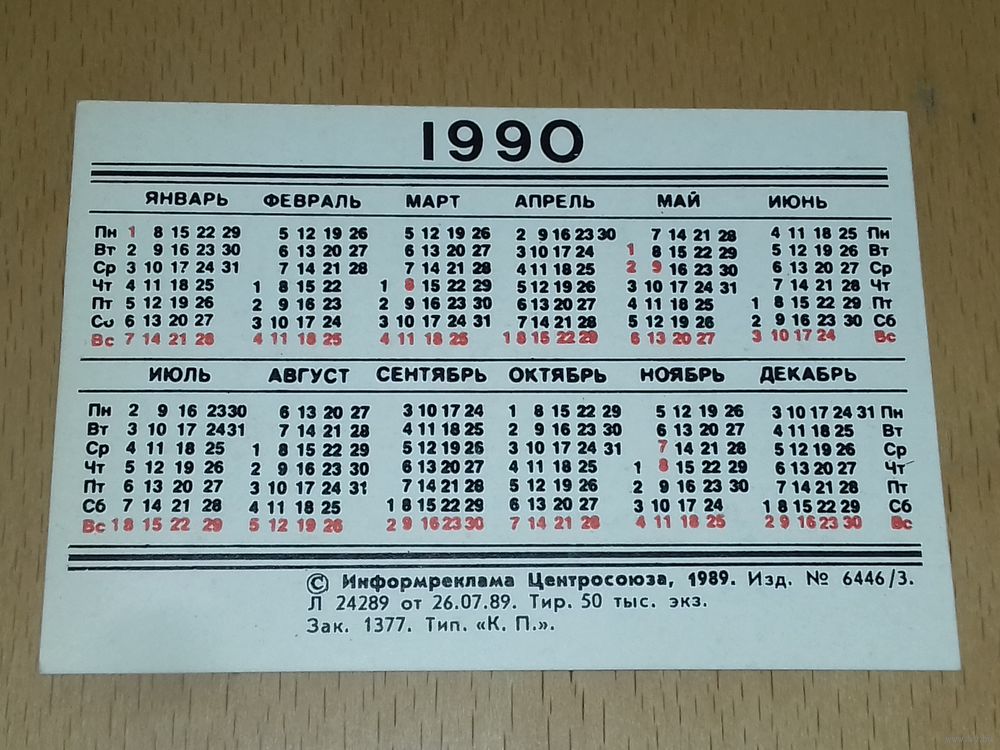 1990
ЯНВАРЬ ФЕВРАЛЬ МАРТ АПРЕЛЬ МАЙ ИЮНЬ
Пн 1 8 15 22 29 5 12 19 26 5 12 19 26 2 9 16 23 30 7 14 21 28 4 11 18 25 Пн
Вт 2 9 16 23 30 6 13 20 27 6 13 20 27 3 10 17 24 1 8 15 22 29 5 12 19 26 Вт
Ср 3 10 17 24 31 7 14 21 28 7 14 21 28 4 11 18 25 2 9 16 23 30 6 13 20 27 Ср
Чт 4 11 18 25 1 8 15 22 1 8 15 22 29 5 12 19 26 3 10 17 24 31 7 14 21 28 Чт
Пт 5 12 19 26 2 9 16 23 2 9 16 23 30 6 13 20 27 4 11 18 25 1 8 15 22 29 Пт
Сб 6 13 20 27 3 10 17 24 3 10 17 24 31 7 14 21 28 5 12 19 26 2 9 16 23 30 Сб
Вс 7 14 21 28 4 11 18 25 4 11 18 25 1 8 15 22 29 6 13 20 27 3 10 17 24 Вс
ИЮЛЬ АВГУСТ СЕНТЯБРЬ ОКТЯБРЬ НОЯБРЬ ДЕКАБРЬ
Пн 2 9 16 23 30 6 13 20 27 3 10 17 24 1 8 15 22 29 5 12 19 26 3 10 17 24 31 Пн
Вт 3 10 17 24 31 7 14 21 28 4 11 18 25 2 9 16 23 30 6 13 20 27 4 11 18 25 Вт
Ср 4 11 18 25 1 8 15 22 29 5 12 19 26 3 10 17 24 31 7 14 21 28 5 12 19 26 Ср
Чт 5 12 19 26 2 9 16 23 30 6 13 20 27 4 11 18 25 1 8 15 22 29 6 13 20 27 Чт
Пт 6 13 20 27 3 10 17 24 31 7 14 21 28 5 12 19 26 2 9 16 23 30 7 14 21 28 Пт
Сб 7 14 21 28 4 11 18 25 1 8 15 22 29 6 13 20 27 3 10 17 24 1 8 15 22 29 Сб
Вс 1 8 15 22 29 5 12 19 26 2 9 16 23 30 7 14 21 28 4 11 18 25 2 9 16 23 30 Вс
© Информреклама Центросоюза, 1989. Изд. № 6446/3.
Л 24289 от 26.07.89. Тир. 50 тыс. экз.
Зак. 1377. Тип. «К. П.».